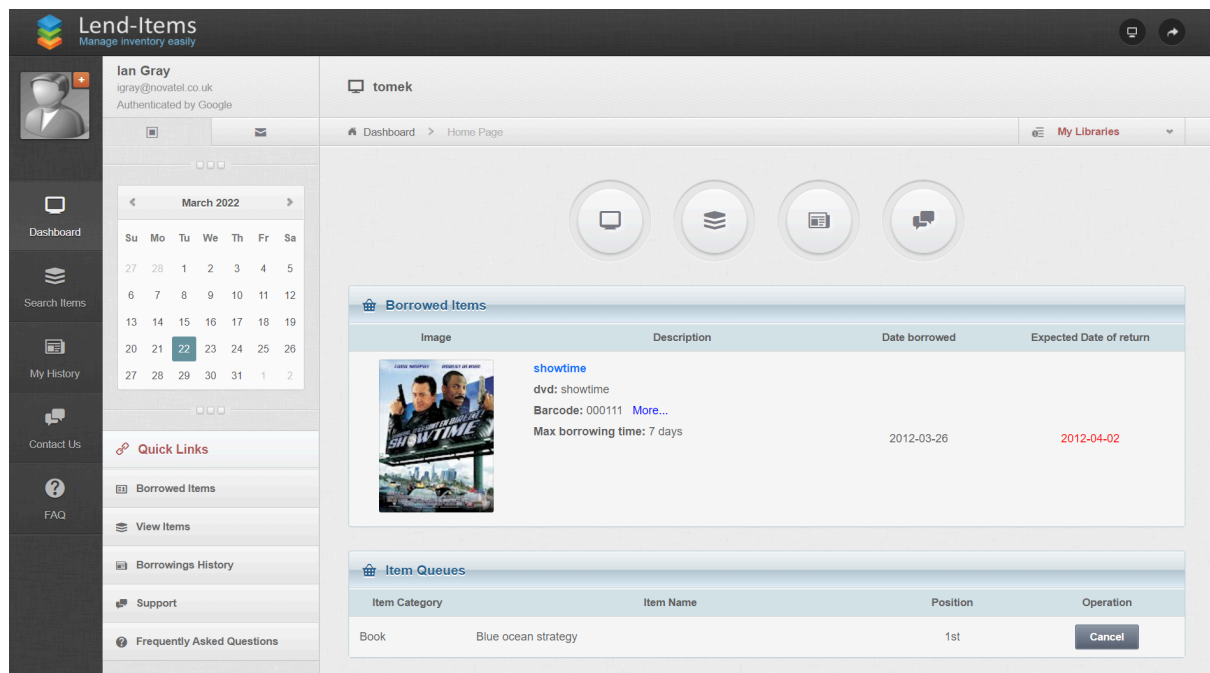 Lend-Items
Manage inventory easily
Ian Gray
igray@novatel.co.uk
Authenticated by Google
tomek
Dashboard > Home Page
My Libraries
Dashboard
Search Items
My History
Contact Us
FAQ
March 2022
Su Mo Tu We Th Fr Sa
27 28 1 2 3 4 5
6 7 8 9 10 11 12
13 14 15 16 17 18 19
20 21 22 23 24 25 26
27 28 29 30 31 1 2
Quick Links
Borrowed Items
View Items
Borrowings History
Support
Frequently Asked Questions
Borrowed Items
Image Description Date borrowed Expected Date of return
SHOWTIME
showtime
dvd: showtime
Barcode: 000111 More...
Max borrowing time: 7 days
2012-03-26 2012-04-02
Item Queues
Item Category Item Name Position Operation
Book Blue ocean strategy 1st Cancel